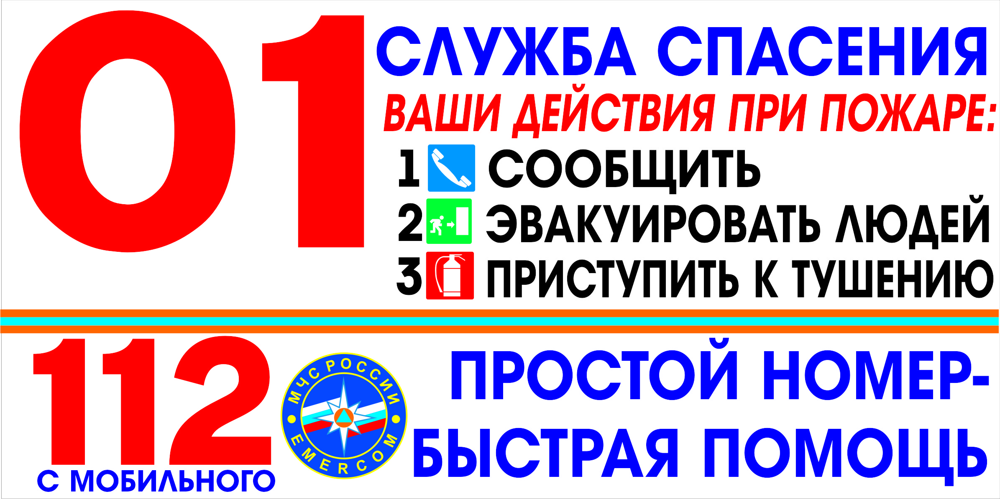 01
СЛУЖБА СПАСЕНИЯ
ВАШИ ДЕЙСТВИЯ ПРИ ПОЖАРЕ:
1 СООБЩИТЬ
2 ЭВАКУИРОВАТЬ ЛЮДЕЙ
3 ПРИСТУПИТЬ К ТУШЕНИЮ
112
С МОБИЛЬНОГО
МЧС РОССИИ
EMERCOM
ПРОСТОЙ НОМЕР-
БЫСТРАЯ ПОМОЩЬ